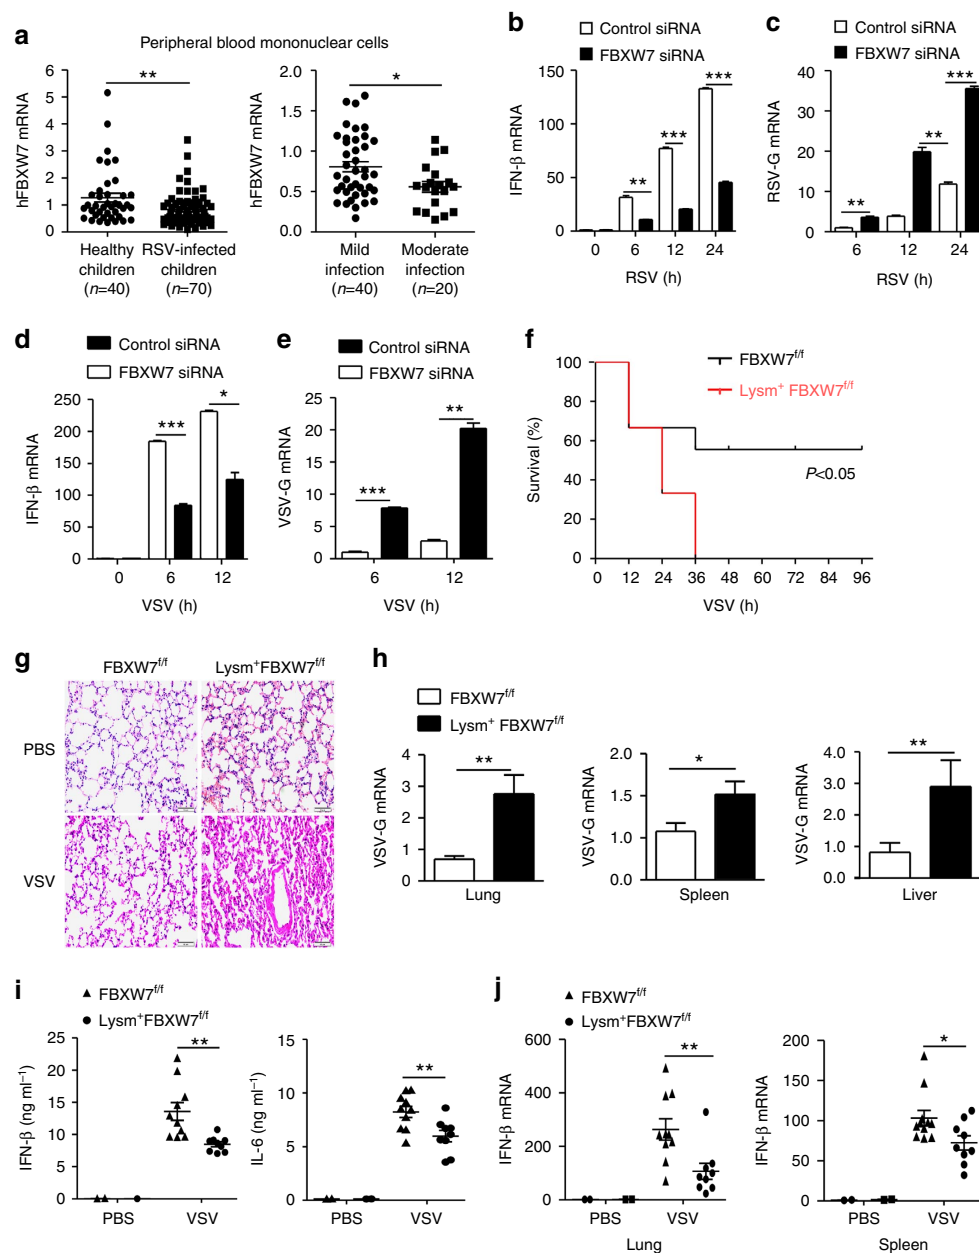 a
Peripheral blood mononuclear cells
hFBXW7 mRNA
6
5
4
3
2
1
0
**
Healthy children (n=40)
RSV-infected children (n=70)
hFBXW7 mRNA
2.0
1.5
1.0
0.5
0.0
*
Mild infection (n=40)
Moderate infection (n=20)
b
Control siRNA
FBXW7 siRNA
IFN-β mRNA
150
100
50
0
**
***
***
0 6 12 24
RSV (h)
c
Control siRNA
FBXW7 siRNA
RSV-G mRNA
40
30
20
10
0
**
**
***
6 12 24
RSV (h)
d
Control siRNA
FBXW7 siRNA
IFN-β mRNA
250
200
150
100
50
0
***
*
0 6 12
VSV (h)
e
Control siRNA
FBXW7 siRNA
VSV-G mRNA
25
20
15
10
5
0
***
**
6 12
VSV (h)
f
FBXW7f/f
Lysm+ FBXW7f/f
Survival (%)
100
80
60
40
20
0
P<0.05
0 12 24 36 48 60 72 84 96
VSV (h)
g
FBXW7f/f Lysm+FBXW7f/f
PBS
VSV
h
FBXW7f/f
Lysm+ FBXW7f/f
VSV-G mRNA
4
3
2
1
0
**
Lung
VSV-G mRNA
2.0
1.5
1.0
0.0
*
Spleen
VSV-G mRNA
4.0
3.0
2.0
1.0
0.0
**
Liver
i
FBXW7f/f
Lysm+FBXW7f/f
IFN-β (ng ml−1)
25
20
15
10
5
0
**
PBS VSV
IL-6 (ng ml−1)
15
10
5
0
**
PBS VSV
j
FBXW7f/f
Lysm+FBXW7f/f
IFN-β mRNA
600
400
200
0
**
PBS VSV
Lung
IFN-β mRNA
200
150
100
50
0
*
PBS VSV
Spleen